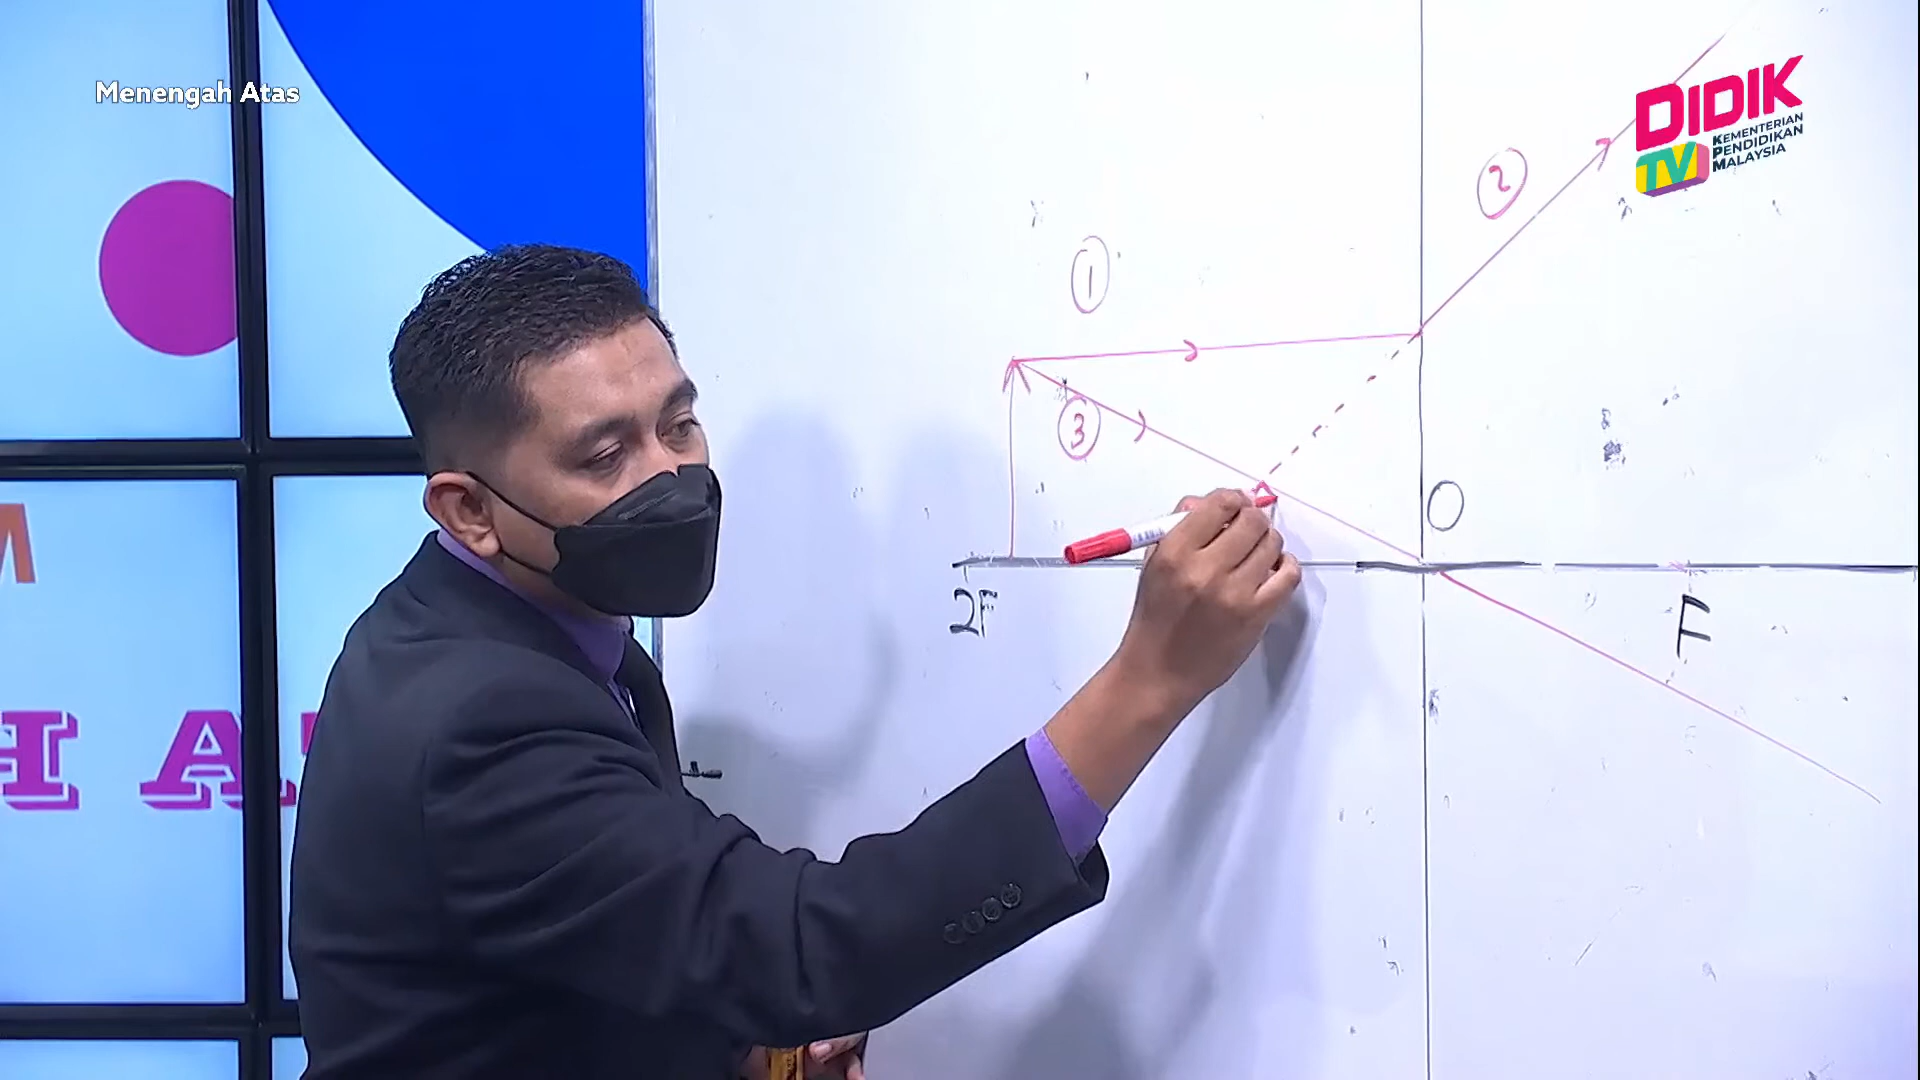 Menengah Atas
DIDIK
TV
KEMENTERIAN
PENDIDIKAN
MALAYSIA
2
1
3
O
2F
F